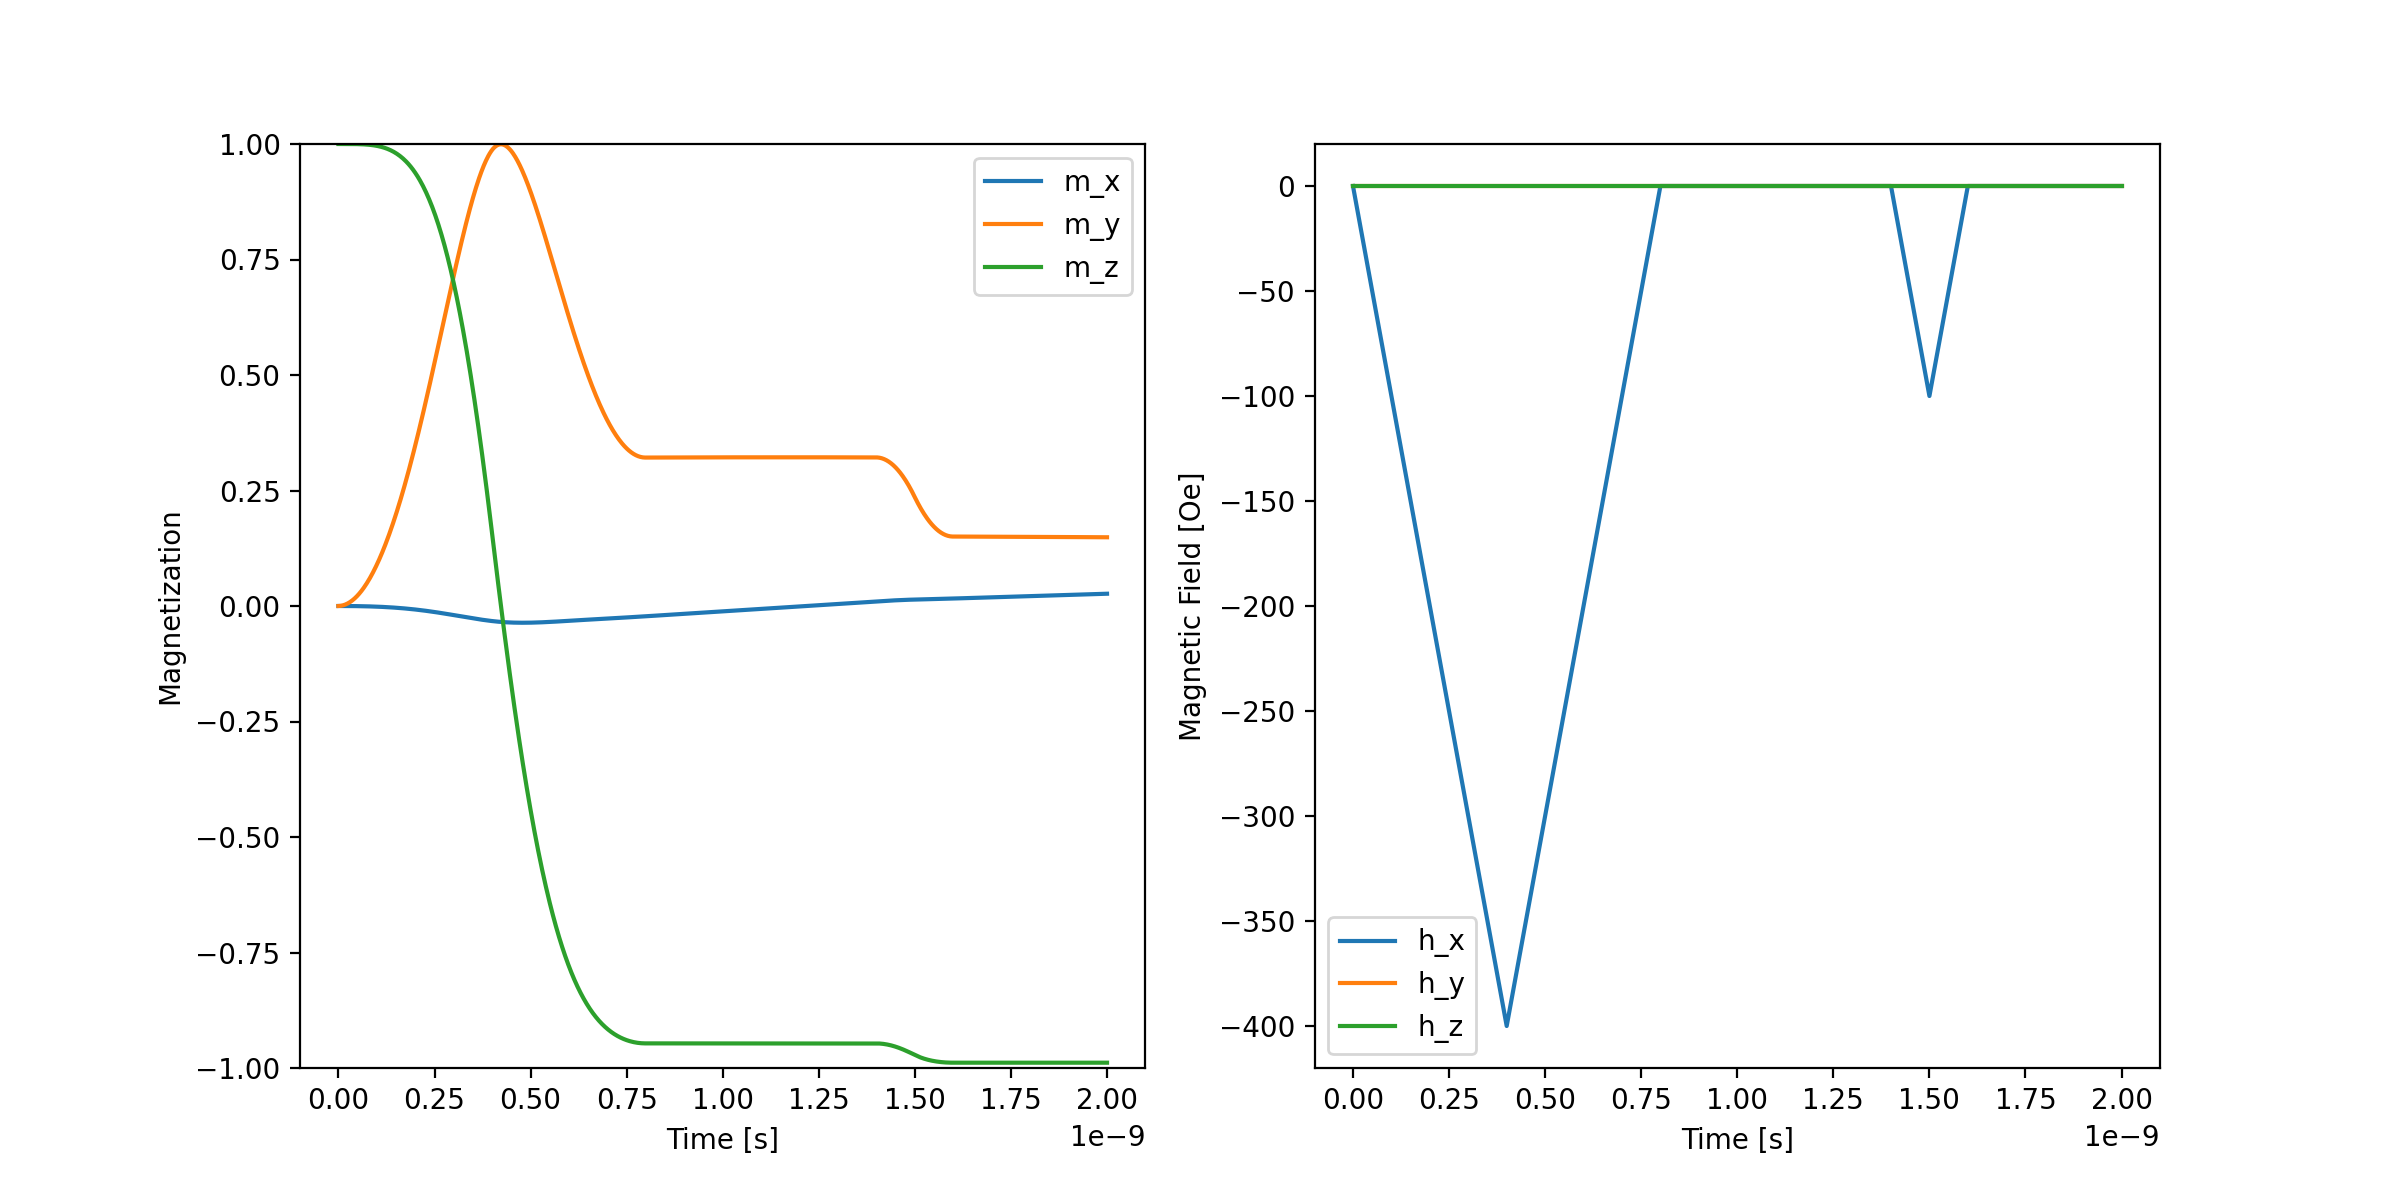 Magnetization
1.00
0.75
0.50
0.25
0.00
−0.25
−0.50
−0.75
−1.00
m_x
m_y
m_z
0.00 0.25 0.50 0.75 1.00 1.25 1.50 1.75 2.00
Time [s]
1e−9
Magnetic Field [Oe]
0
−50
−100
−150
−200
−250
−300
−350
−400
h_x
h_y
h_z
0.00 0.25 0.50 0.75 1.00 1.25 1.50 1.75 2.00
Time [s]
1e−9